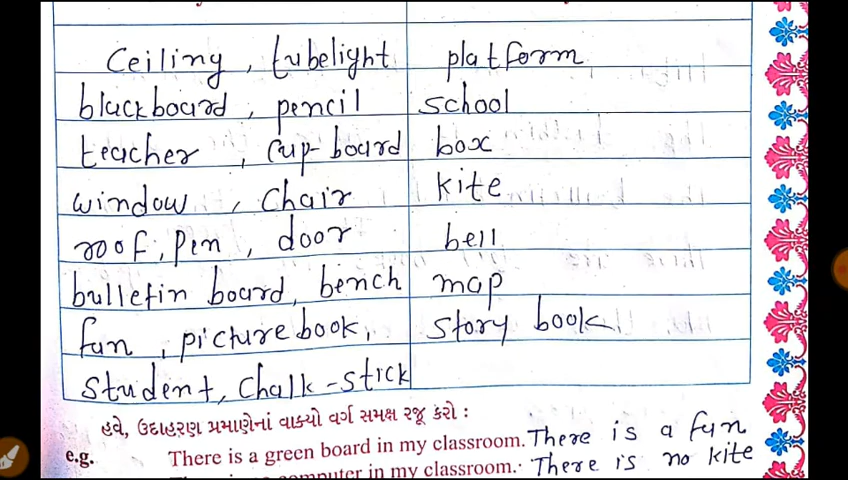 Ceiling, tubelight platform
blackboard, pencil school
teacher, cup-board box
window, Chair kite
roof, pen, door bell
bulletin board, bench map
fun, picture book, story book
student, Chalk-stick
હવે, ઉદાહરણ પ્રમાણેનાં વાક્યો વર્ગ સમક્ષ રજૂ કરો :
e.g. There is a green board in my classroom. There is a fun
computer in my classroom. There is no kite